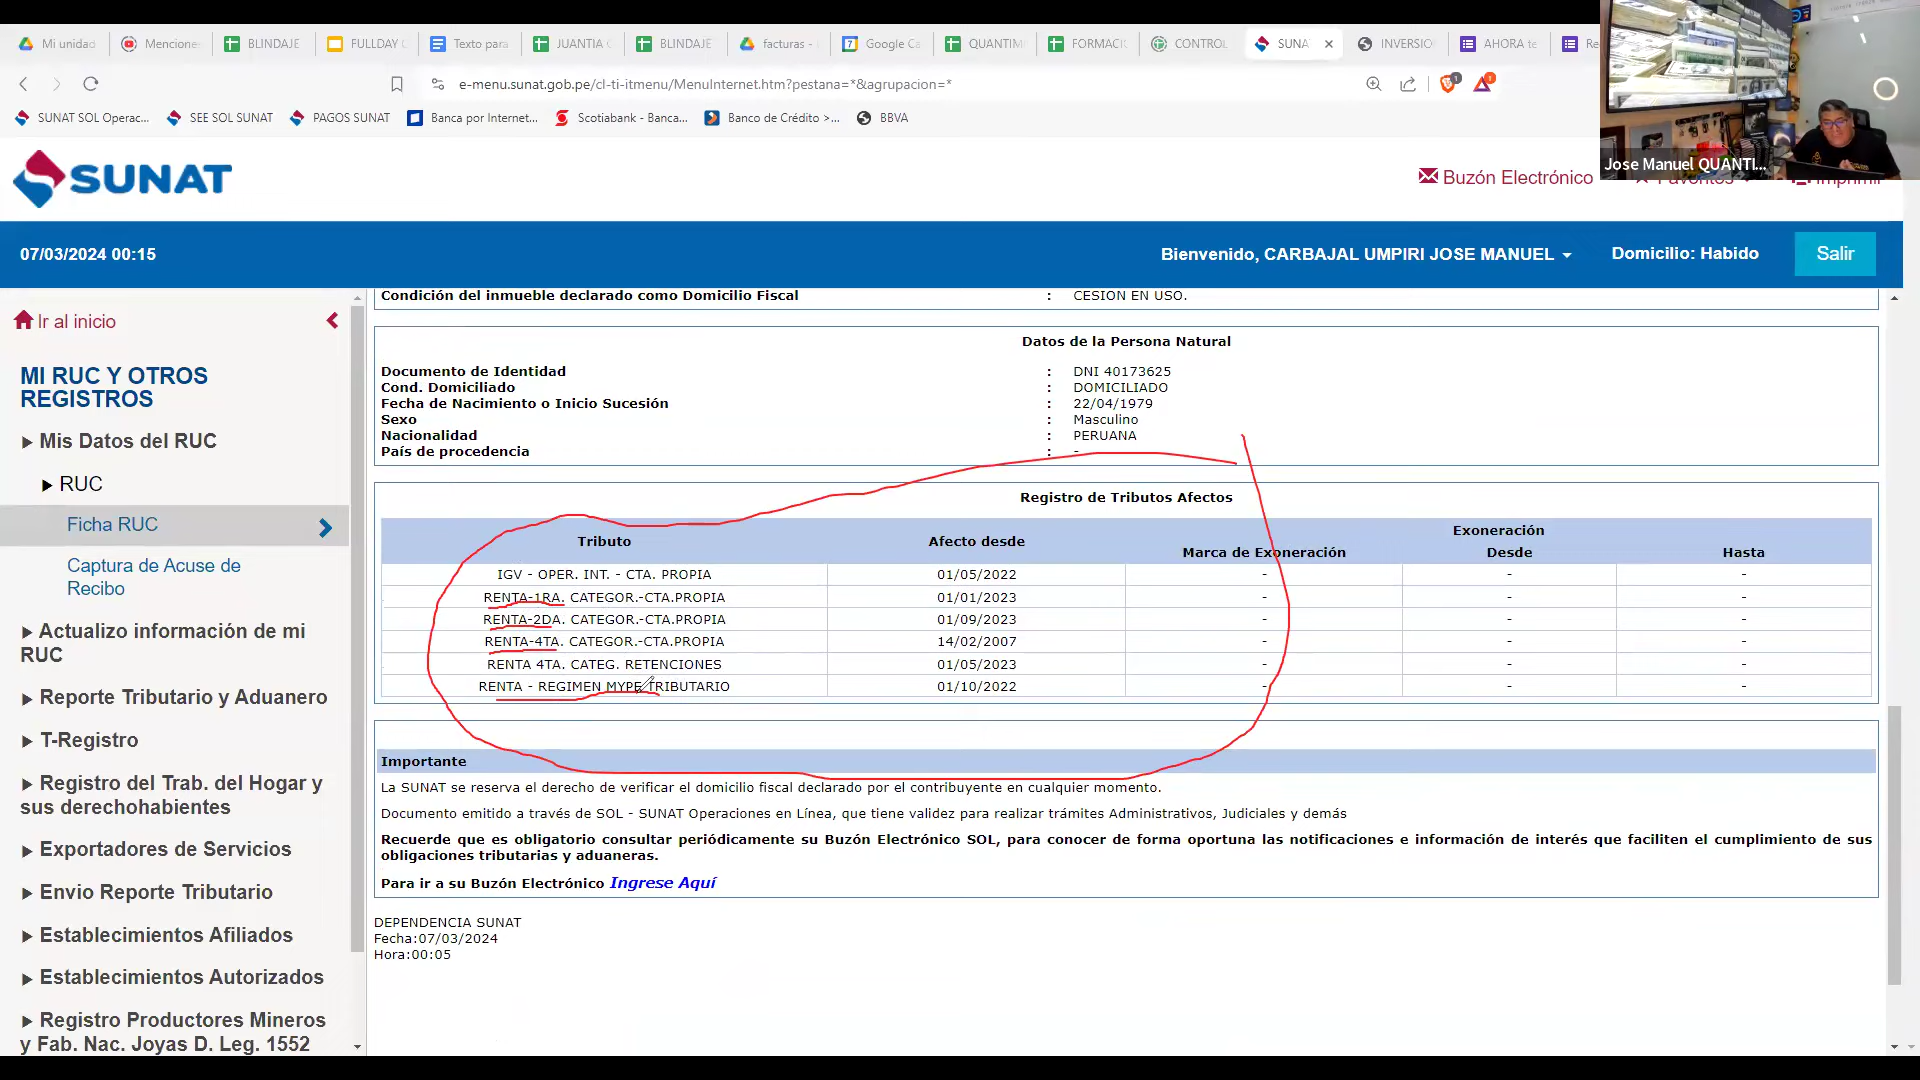 Mi unidad
Mencione
BLINDAJE
FULLDAY
Texto para
JUANTIA
BLINDAJE
facturas -
Google Ca
QUANTIM
FORMACI
CONTROL
SUNA
INVERSIO
AHORA te
Re
e-menu.sunat.gob.pe/cl-ti-itmenu/MenuInternet.htm?pestana=*&agrupacion=*
SUNAT SOL Operac...
SEE SOL SUNAT
PAGOS SUNAT
Banca por Internet...
Scotiabank - Banca...
Banco de Crédito >...
BBVA
Jose Manuel QUANTI...
SUNAT
Buzón Electrónico
Favoritos
Imprimir
07/03/2024 00:15
Bienvenido, CARBAJAL UMPIRI JOSE MANUEL
Domicilio: Habido
Salir
Ir al inicio
MI RUC Y OTROS
REGISTROS
Mis Datos del RUC
RUC
Ficha RUC
Captura de Acuse de
Recibo
Actualizo información de mi
RUC
Reporte Tributario y Aduanero
T-Registro
Registro del Trab. del Hogar y
sus derechohabientes
Exportadores de Servicios
Envio Reporte Tributario
Establecimientos Afiliados
Establecimientos Autorizados
Registro Productores Mineros
y Fab. Nac. Joyas D. Leg. 1552
Condición del inmueble declarado como Domicilio Fiscal : CESION EN USO.
Datos de la Persona Natural
Documento de Identidad : DNI 40173625
Cond. Domiciliado : DOMICILIADO
Fecha de Nacimiento o Inicio Sucesión : 22/04/1979
Sexo : Masculino
Nacionalidad : PERUANA
País de procedencia : -
Registro de Tributos Afectos
Tributo Afecto desde Marca de Exoneración Exoneración
Desde Hasta
IGV - OPER. INT. - CTA. PROPIA 01/05/2022 - - -
RENTA-1RA. CATEGOR.-CTA.PROPIA 01/01/2023 - - -
RENTA-2DA. CATEGOR.-CTA.PROPIA 01/09/2023 - - -
RENTA-4TA. CATEGOR.-CTA.PROPIA 14/02/2007 - - -
RENTA 4TA. CATEG. RETENCIONES 01/05/2023 - - -
RENTA - REGIMEN MYPE TRIBUTARIO 01/10/2022 - - -
Importante
La SUNAT se reserva el derecho de verificar el domicilio fiscal declarado por el contribuyente en cualquier momento.
Documento emitido a través de SOL - SUNAT Operaciones en Línea, que tiene validez para realizar trámites Administrativos, Judiciales y demás
Recuerde que es obligatorio consultar periódicamente su Buzón Electrónico SOL, para conocer de forma oportuna las notificaciones e información de interés que faciliten el cumplimiento de sus
obligaciones tributarias y aduaneras.
Para ir a su Buzón Electrónico Ingrese Aquí
DEPENDENCIA SUNAT
Fecha:07/03/2024
Hora:00:05